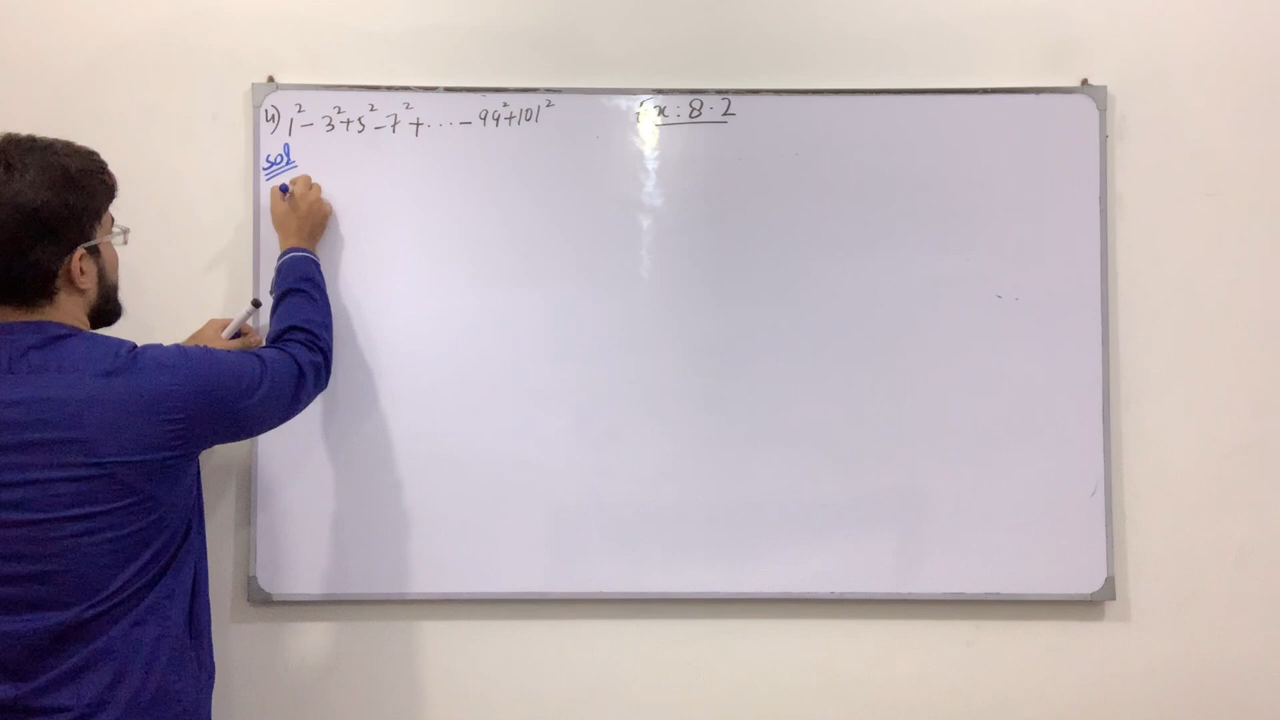 4) 1² - 3² + 5² - 7² + ... - 99² + 101²
Ex: 8.2
sol